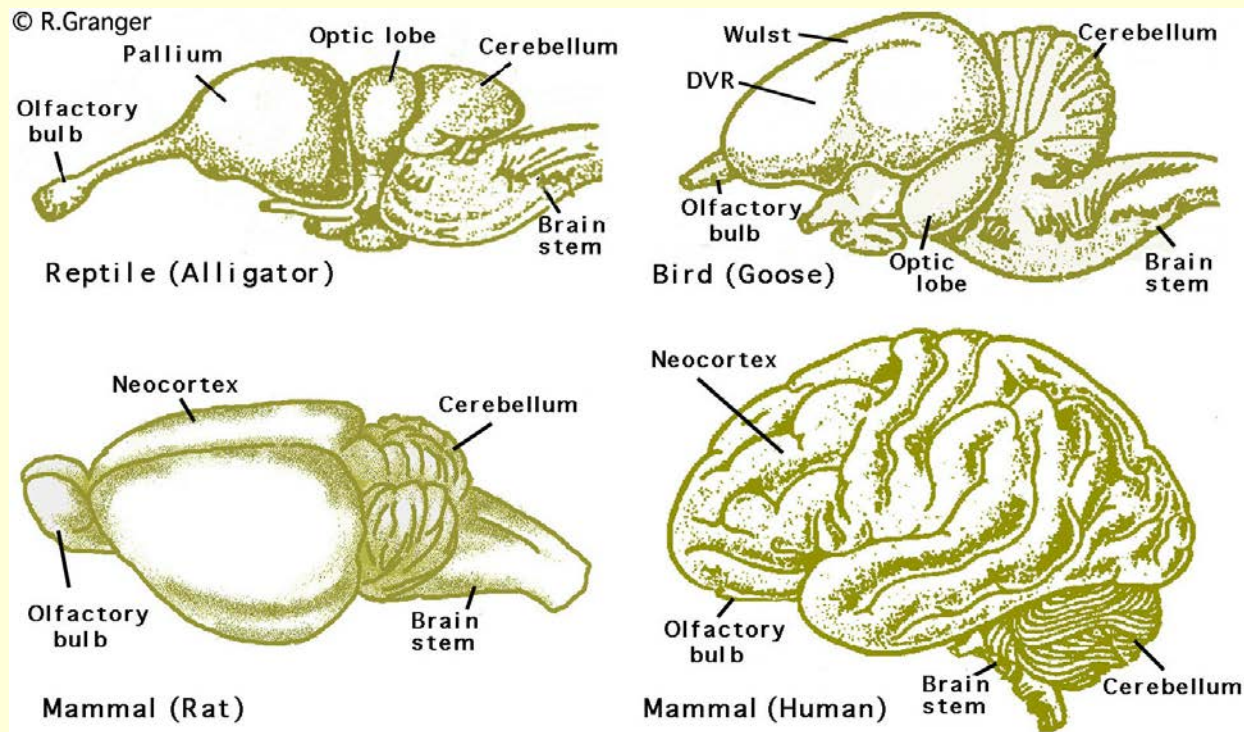 © R.Granger
Pallium
Optic lobe
Cerebellum
Olfactory
bulb
Brain
stem
Reptile (Alligator)
Wulst
Cerebellum
DVR
Olfactory
bulb
Optic
lobe
Brain
stem
Bird (Goose)
Neocortex
Cerebellum
Olfactory
bulb
Brain
stem
Mammal (Rat)
Neocortex
Olfactory
bulb
Brain
stem
Cerebellum
Mammal (Human)